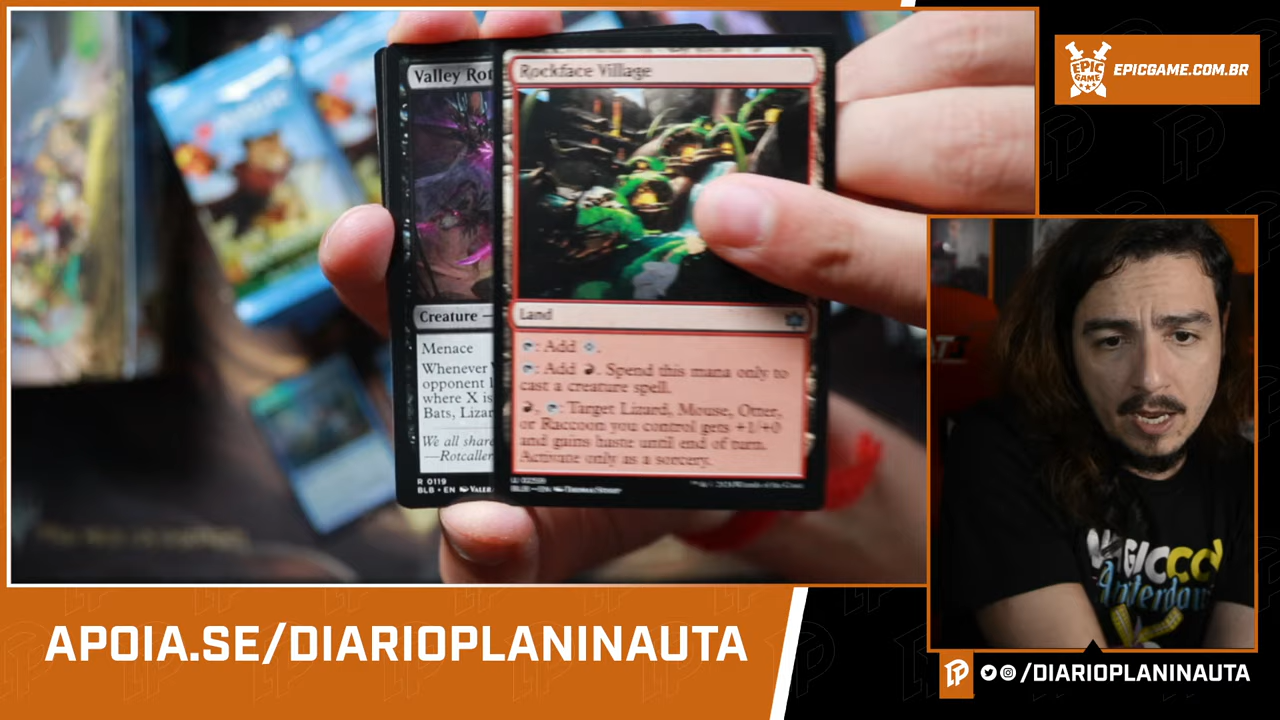 Valley Rot
Creature —
Menace
Whenever
opponent
where X is
Bats, Lizar
We all share
—Rotcaller
R 0119
BLB • EN
Rockface Village
Land
: Add .
: Add . Spend this mana only to
cast a creature spell.
, : Target Lizard, Mouse, Otter,
or Raccoon you control gets +1/+0
and gains haste until end of turn.
Activate only as a sorcery.
BLB • EN
EPIC
GAME
EPICGAME.COM.BR
APOIA.SE/DIARIOPLANINAUTA
/DIARIOPLANINAUTA